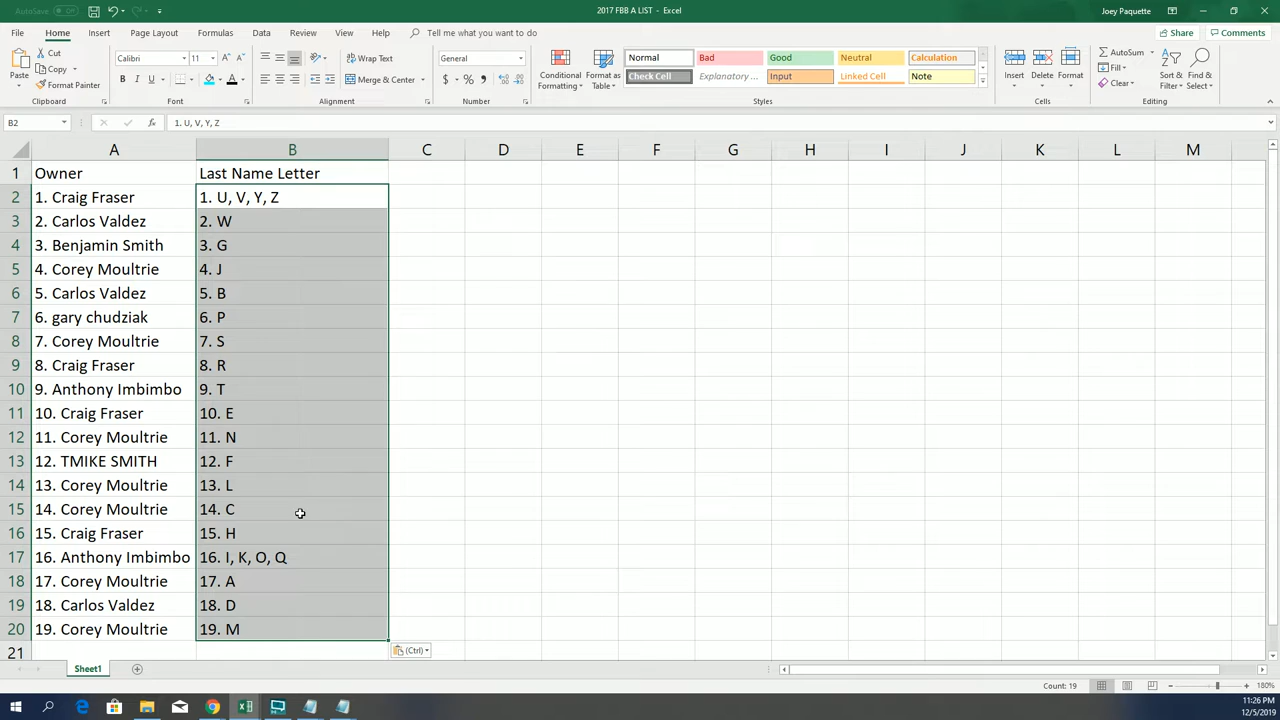 AutoSave Off 2017 FBB A LIST - Excel Joey Paquette
File Home Insert Page Layout Formulas Data Review View Help Tell me what you want to do Share Comments
Paste Cut Copy Format Painter Clipboard
Calibri 11 A A B I U A Font
Wrap Text Merge & Center Alignment
General $ % , Number
Conditional Formatting Format as Table
Normal Bad Good Neutral Calculation
Check Cell Explanatory ... Input Linked Cell Note
Styles
Insert Delete Format Cells
AutoSum Fill Clear Sort & Filter Find & Select Editing
B2 fx 1. U, V, Y, Z
A B C D E F G H I J K L M
1 Owner Last Name Letter
2 1. Craig Fraser 1. U, V, Y, Z
3 2. Carlos Valdez 2. W
4 3. Benjamin Smith 3. G
5 4. Corey Moultrie 4. J
6 5. Carlos Valdez 5. B
7 6. gary chudziak 6. P
8 7. Corey Moultrie 7. S
9 8. Craig Fraser 8. R
10 9. Anthony Imbimbo 9. T
11 10. Craig Fraser 10. E
12 11. Corey Moultrie 11. N
13 12. TMIKE SMITH 12. F
14 13. Corey Moultrie 13. L
15 14. Corey Moultrie 14. C
16 15. Craig Fraser 15. H
17 16. Anthony Imbimbo 16. I, K, O, Q
18 17. Corey Moultrie 17. A
19 18. Carlos Valdez 18. D
20 19. Corey Moultrie 19. M
21 (Ctrl)
Sheet1
Count: 19 180%
11:26 PM
12/5/2019